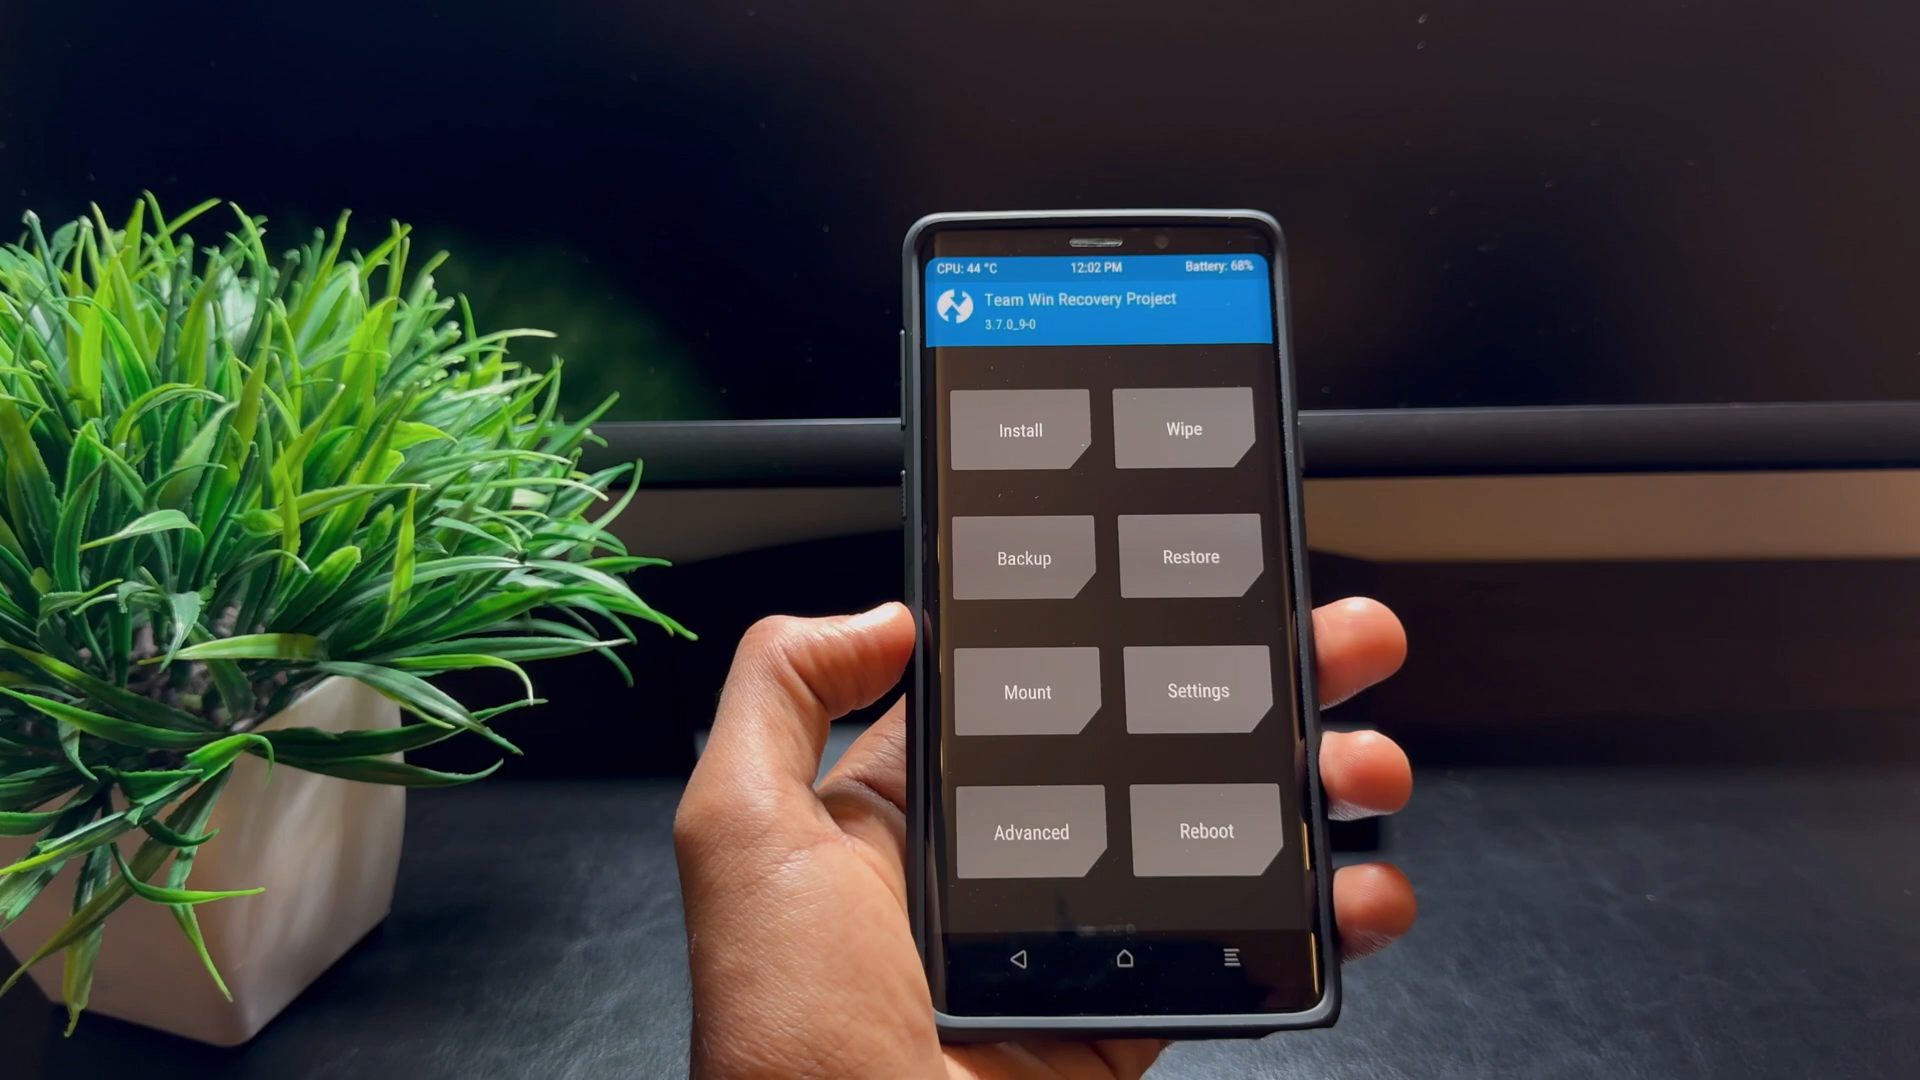 CPU: 44 °C 12:02 PM Battery: 68%
Team Win Recovery Project
3.7.0_9-0
Install Wipe
Backup Restore
Mount Settings
Advanced Reboot